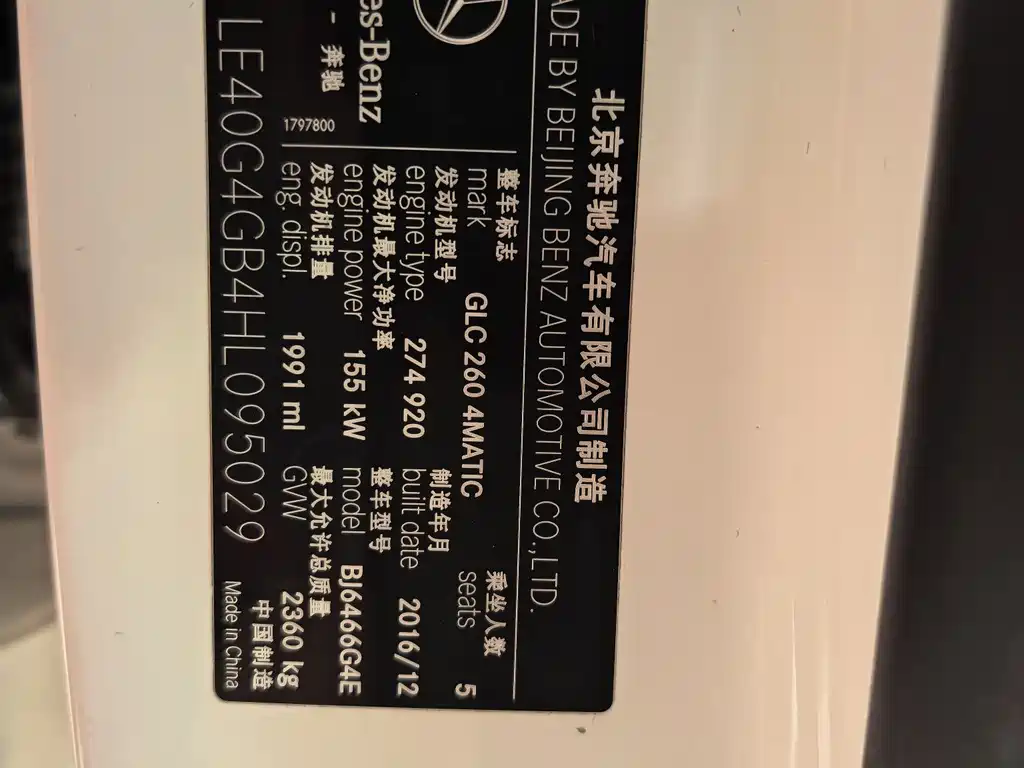 北京奔驰汽车有限公司制造
ADE BY BEIJING BENZ AUTOMOTIVE CO.,LTD.
es-Benz
- 奔驰
1797800
整车标志 乘坐人数
mark GLC 260 4MATIC seats 5
发动机型号 制造年月
engine type 274 920 built date 2016/12
发动机最大净功率 整车型号
engine power 155 kW model BJ6466G4E
发动机排量 最大允许总质量
eng. displ. 1991 ml GVW 2360 kg
中国制造
LE40G4GB4HL095029 Made in China